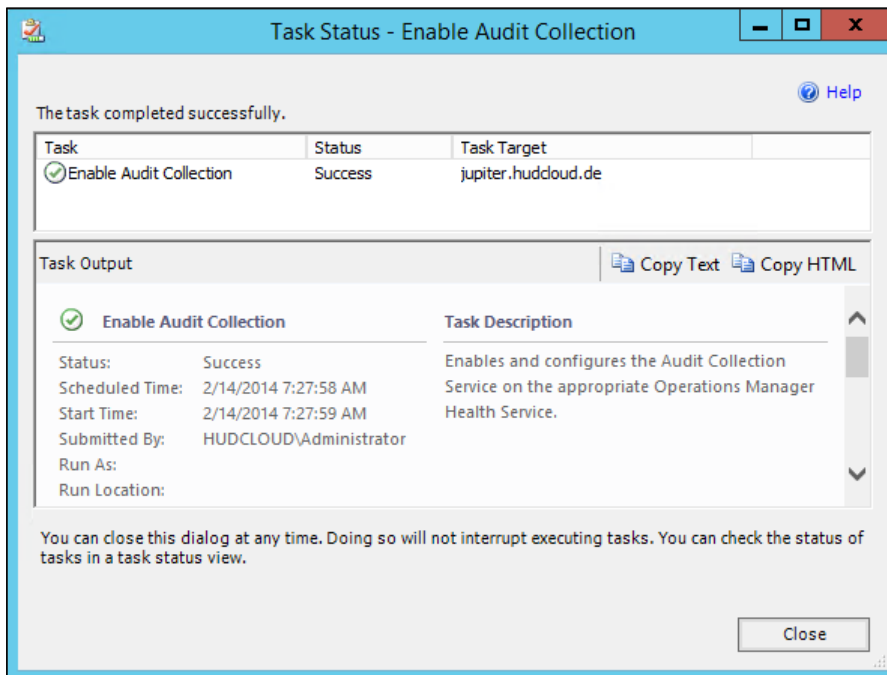 Task Status - Enable Audit Collection
Help
The task completed successfully.
Task Status Task Target
Enable Audit Collection Success jupiter.hudcloud.de
Task Output Copy Text Copy HTML
Enable Audit Collection Task Description
Status: Success Enables and configures the Audit Collection
Scheduled Time: 2/14/2014 7:27:58 AM Service on the appropriate Operations Manager
Start Time: 2/14/2014 7:27:59 AM Health Service.
Submitted By: HUDCLOUD\Administrator
Run As:
Run Location:
You can close this dialog at any time. Doing so will not interrupt executing tasks. You can check the status of
tasks in a task status view.
Close